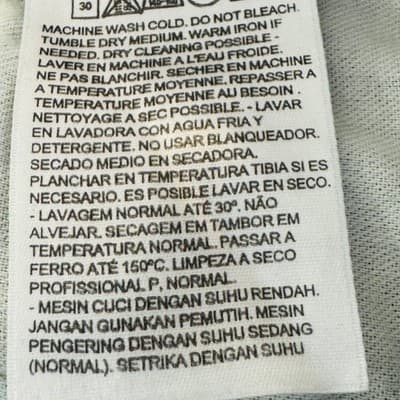 30
MACHINE WASH COLD. DO NOT BLEACH.
TUMBLE DRY MEDIUM. WARM IRON IF
NEEDED. DRY CLEANING POSSIBLE -
LAVER EN MACHINE A L'EAU FROIDE.
NE PAS BLANCHIR. SECHER EN MACHINE
A TEMPERATURE MOYENNE. REPASSER A
TEMPERATURE MOYENNE AU BESOIN.
NETTOYAGE A SEC POSSIBLE. - LAVAR
EN LAVADORA CON AGUA FRIA Y
DETERGENTE. NO USAR BLANQUEADOR.
SECADO MEDIO EN SECADORA.
PLANCHAR EN TEMPERATURA TIBIA SI ES
NECESARIO. ES POSIBLE LAVAR EN SECO.
- LAVAGEM NORMAL ATÉ 30º. NÃO
ALVEJAR. SECAGEM EM TAMBOR EM
TEMPERATURA NORMAL. PASSAR A
FERRO ATÉ 150ºC. LIMPEZA A SECO
PROFISSIONAL P, NORMAL.
- MESIN CUCI DENGAN SUHU RENDAH.
JANGAN GUNAKAN PEMUTIH. MESIN
PENGERING DENGAN SUHU SEDANG
(NORMAL). SETRIKA DENGAN SUHU